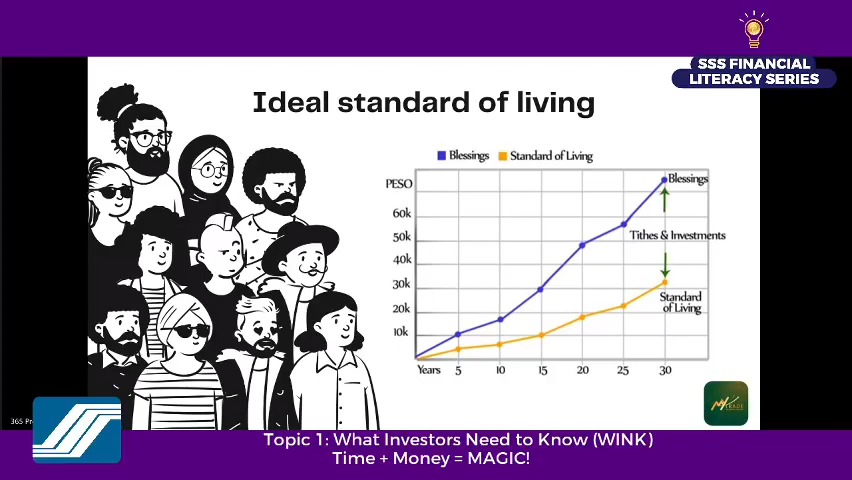 SSS FINANCIAL
LITERACY SERIES
Ideal standard of living
Blessings Standard of Living
PESO
60k
50k
40k
30k
20k
10k
Blessings
Tithes & Investments
Standard
of Living
Years 5 10 15 20 25 30
365 Pr
Topic 1: What Investors Need to Know (WINK)
Time + Money = MAGIC!